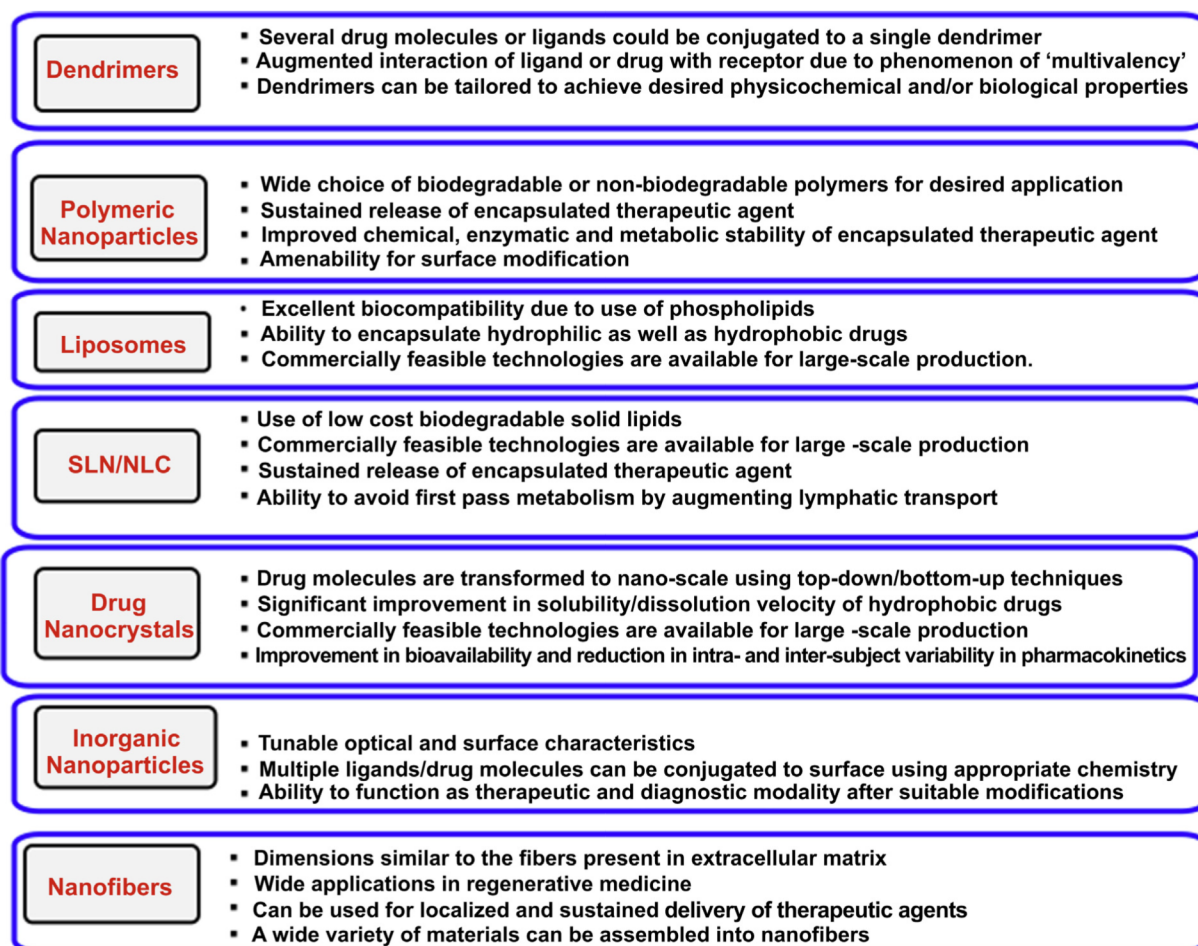 Dendrimers
▪ Several drug molecules or ligands could be conjugated to a single dendrimer
▪ Augmented interaction of ligand or drug with receptor due to phenomenon of ‘multivalency’
▪ Dendrimers can be tailored to achieve desired physicochemical and/or biological properties
Polymeric
Nanoparticles
▪ Wide choice of biodegradable or non-biodegradable polymers for desired application
▪ Sustained release of encapsulated therapeutic agent
▪ Improved chemical, enzymatic and metabolic stability of encapsulated therapeutic agent
▪ Amenability for surface modification
Liposomes
• Excellent biocompatibility due to use of phospholipids
▪ Ability to encapsulate hydrophilic as well as hydrophobic drugs
▪ Commercially feasible technologies are available for large-scale production.
SLN/NLC
▪ Use of low cost biodegradable solid lipids
▪ Commercially feasible technologies are available for large -scale production
▪ Sustained release of encapsulated therapeutic agent
▪ Ability to avoid first pass metabolism by augmenting lymphatic transport
Drug
Nanocrystals
▪ Drug molecules are transformed to nano-scale using top-down/bottom-up techniques
▪ Significant improvement in solubility/dissolution velocity of hydrophobic drugs
▪ Commercially feasible technologies are available for large -scale production
▪ Improvement in bioavailability and reduction in intra- and inter-subject variability in pharmacokinetics
Inorganic
Nanoparticles
▪ Tunable optical and surface characteristics
▪ Multiple ligands/drug molecules can be conjugated to surface using appropriate chemistry
▪ Ability to function as therapeutic and diagnostic modality after suitable modifications
Nanofibers
▪ Dimensions similar to the fibers present in extracellular matrix
▪ Wide applications in regenerative medicine
▪ Can be used for localized and sustained delivery of therapeutic agents
▪ A wide variety of materials can be assembled into nanofibers